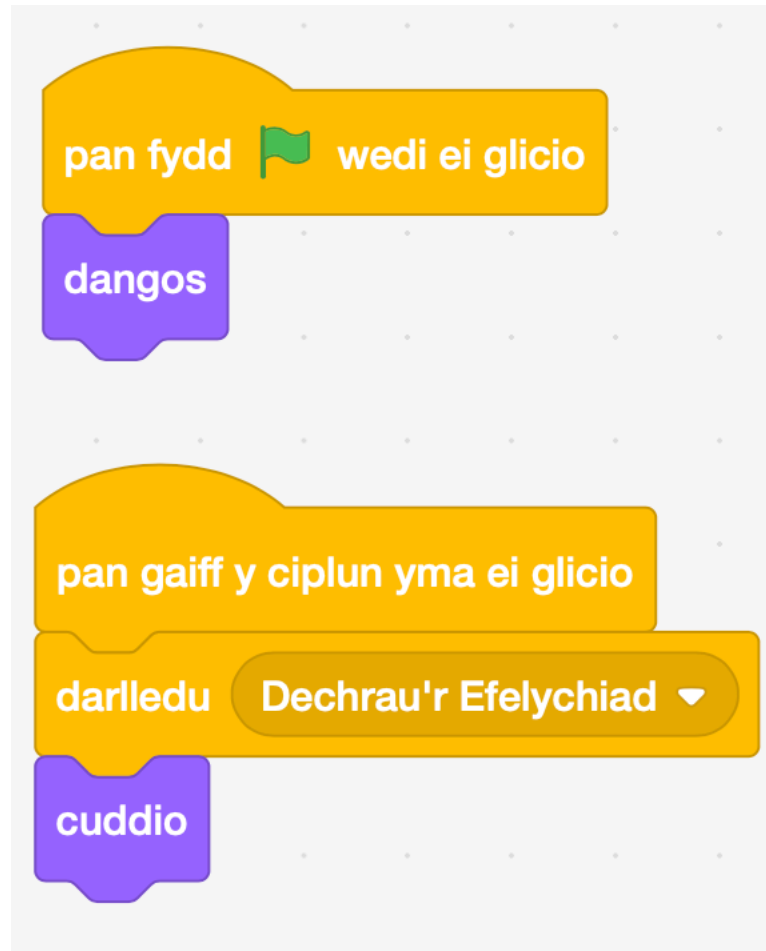 pan fydd wedi ei glicio
dangos
pan gaiff y ciplun yma ei glicio
darlledu Dechrau'r Efelychiad
cuddio